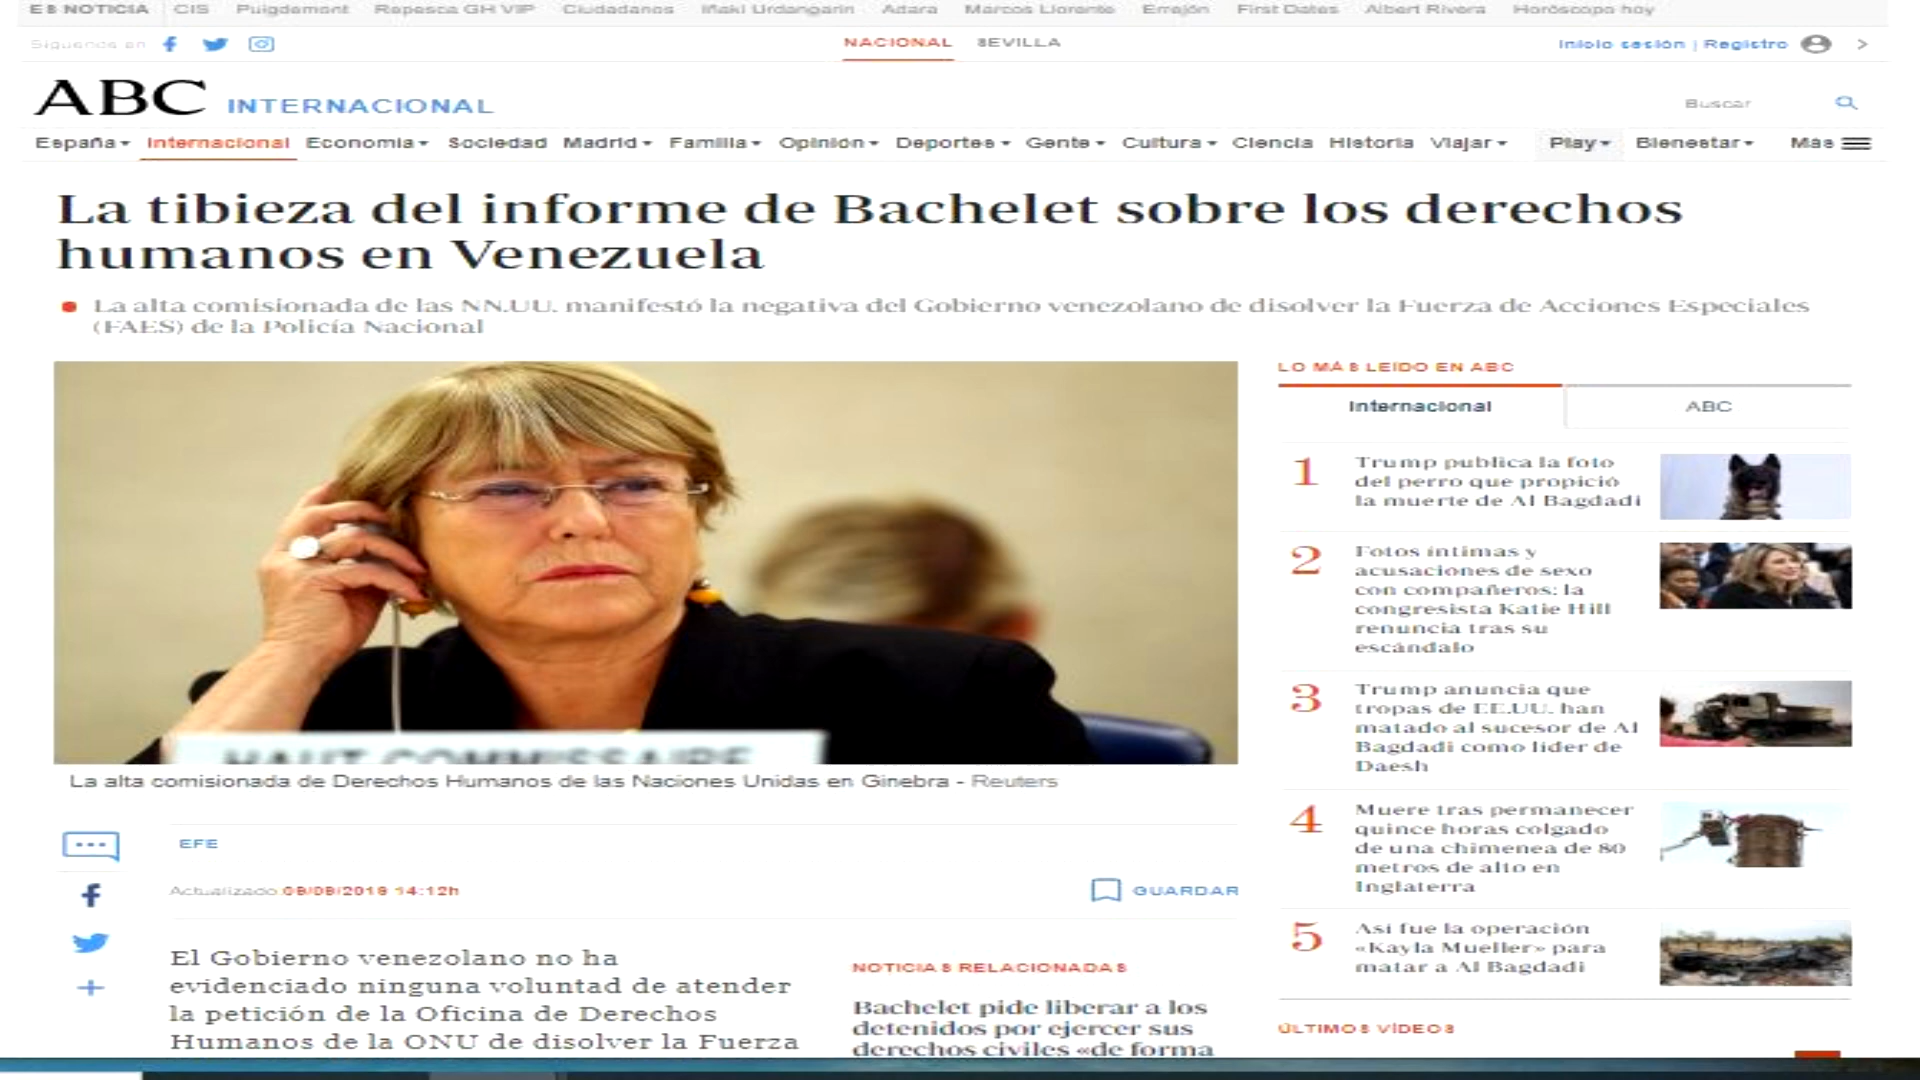 ES NOTICIA CIS Puigdemont Repesca GH VIP Ciudadanos Iñaki Urdangarin Adara Marcos Llorente Errejón First Dates Albert Rivera Horóscopo hoy
Síguenos en NACIONAL SEVILLA Inicio sesión | Registro
ABC INTERNACIONAL Buscar
España Internacional Economía Sociedad Madrid Familia Opinión Deportes Gente Cultura Ciencia Historia Viajar Play Bienestar Más
La tibieza del informe de Bachelet sobre los derechos
humanos en Venezuela
La alta comisionada de las NN.UU. manifestó la negativa del Gobierno venezolano de disolver la Fuerza de Acciones Especiales
(FAES) de la Policía Nacional
HAUT COMMISSAIRE
La alta comisionada de Derechos Humanos de las Naciones Unidas en Ginebra - Reuters
EFE
Actualizado 14:12h
GUARDAR
El Gobierno venezolano no ha
evidenciado ninguna voluntad de atender
la petición de la Oficina de Derechos
Humanos de la ONU de disolver la Fuerza
NOTICIAS RELACIONADAS
Bachelet pide liberar a los
detenidos por ejercer sus
derechos civiles «de forma
LO MÁS LEÍDO EN ABC
Internacional ABC
1 Trump publica la foto
del perro que propició
la muerte de Al Bagdadi
2 Fotos íntimas y
acusaciones de sexo
con compañeros: la
congresista Katie Hill
renuncia tras su
escándalo
3 Trump anuncia que
tropas de EE.UU. han
matado al sucesor de Al
Bagdadi como líder de
Daesh
4 Muere tras permanecer
quince horas colgado
de una chimenea de 80
metros de alto en
Inglaterra
5 Así fue la operación
«Kayla Mueller» para
matar a Al Bagdadi
ÚLTIMOS VÍDEOS